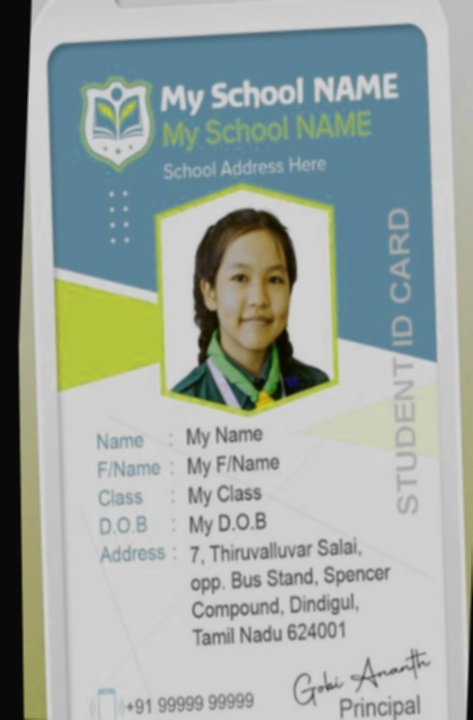 My School NAME
My School NAME
School Address Here
STUDENT ID CARD
Name : My Name
F/Name : My F/Name
Class : My Class
D.O.B : My D.O.B
Address : 7, Thiruvalluvar Salai,
opp. Bus Stand, Spencer
Compound, Dindigul,
Tamil Nadu 624001
+91 99999 99999
Gobi Ananth
Principal